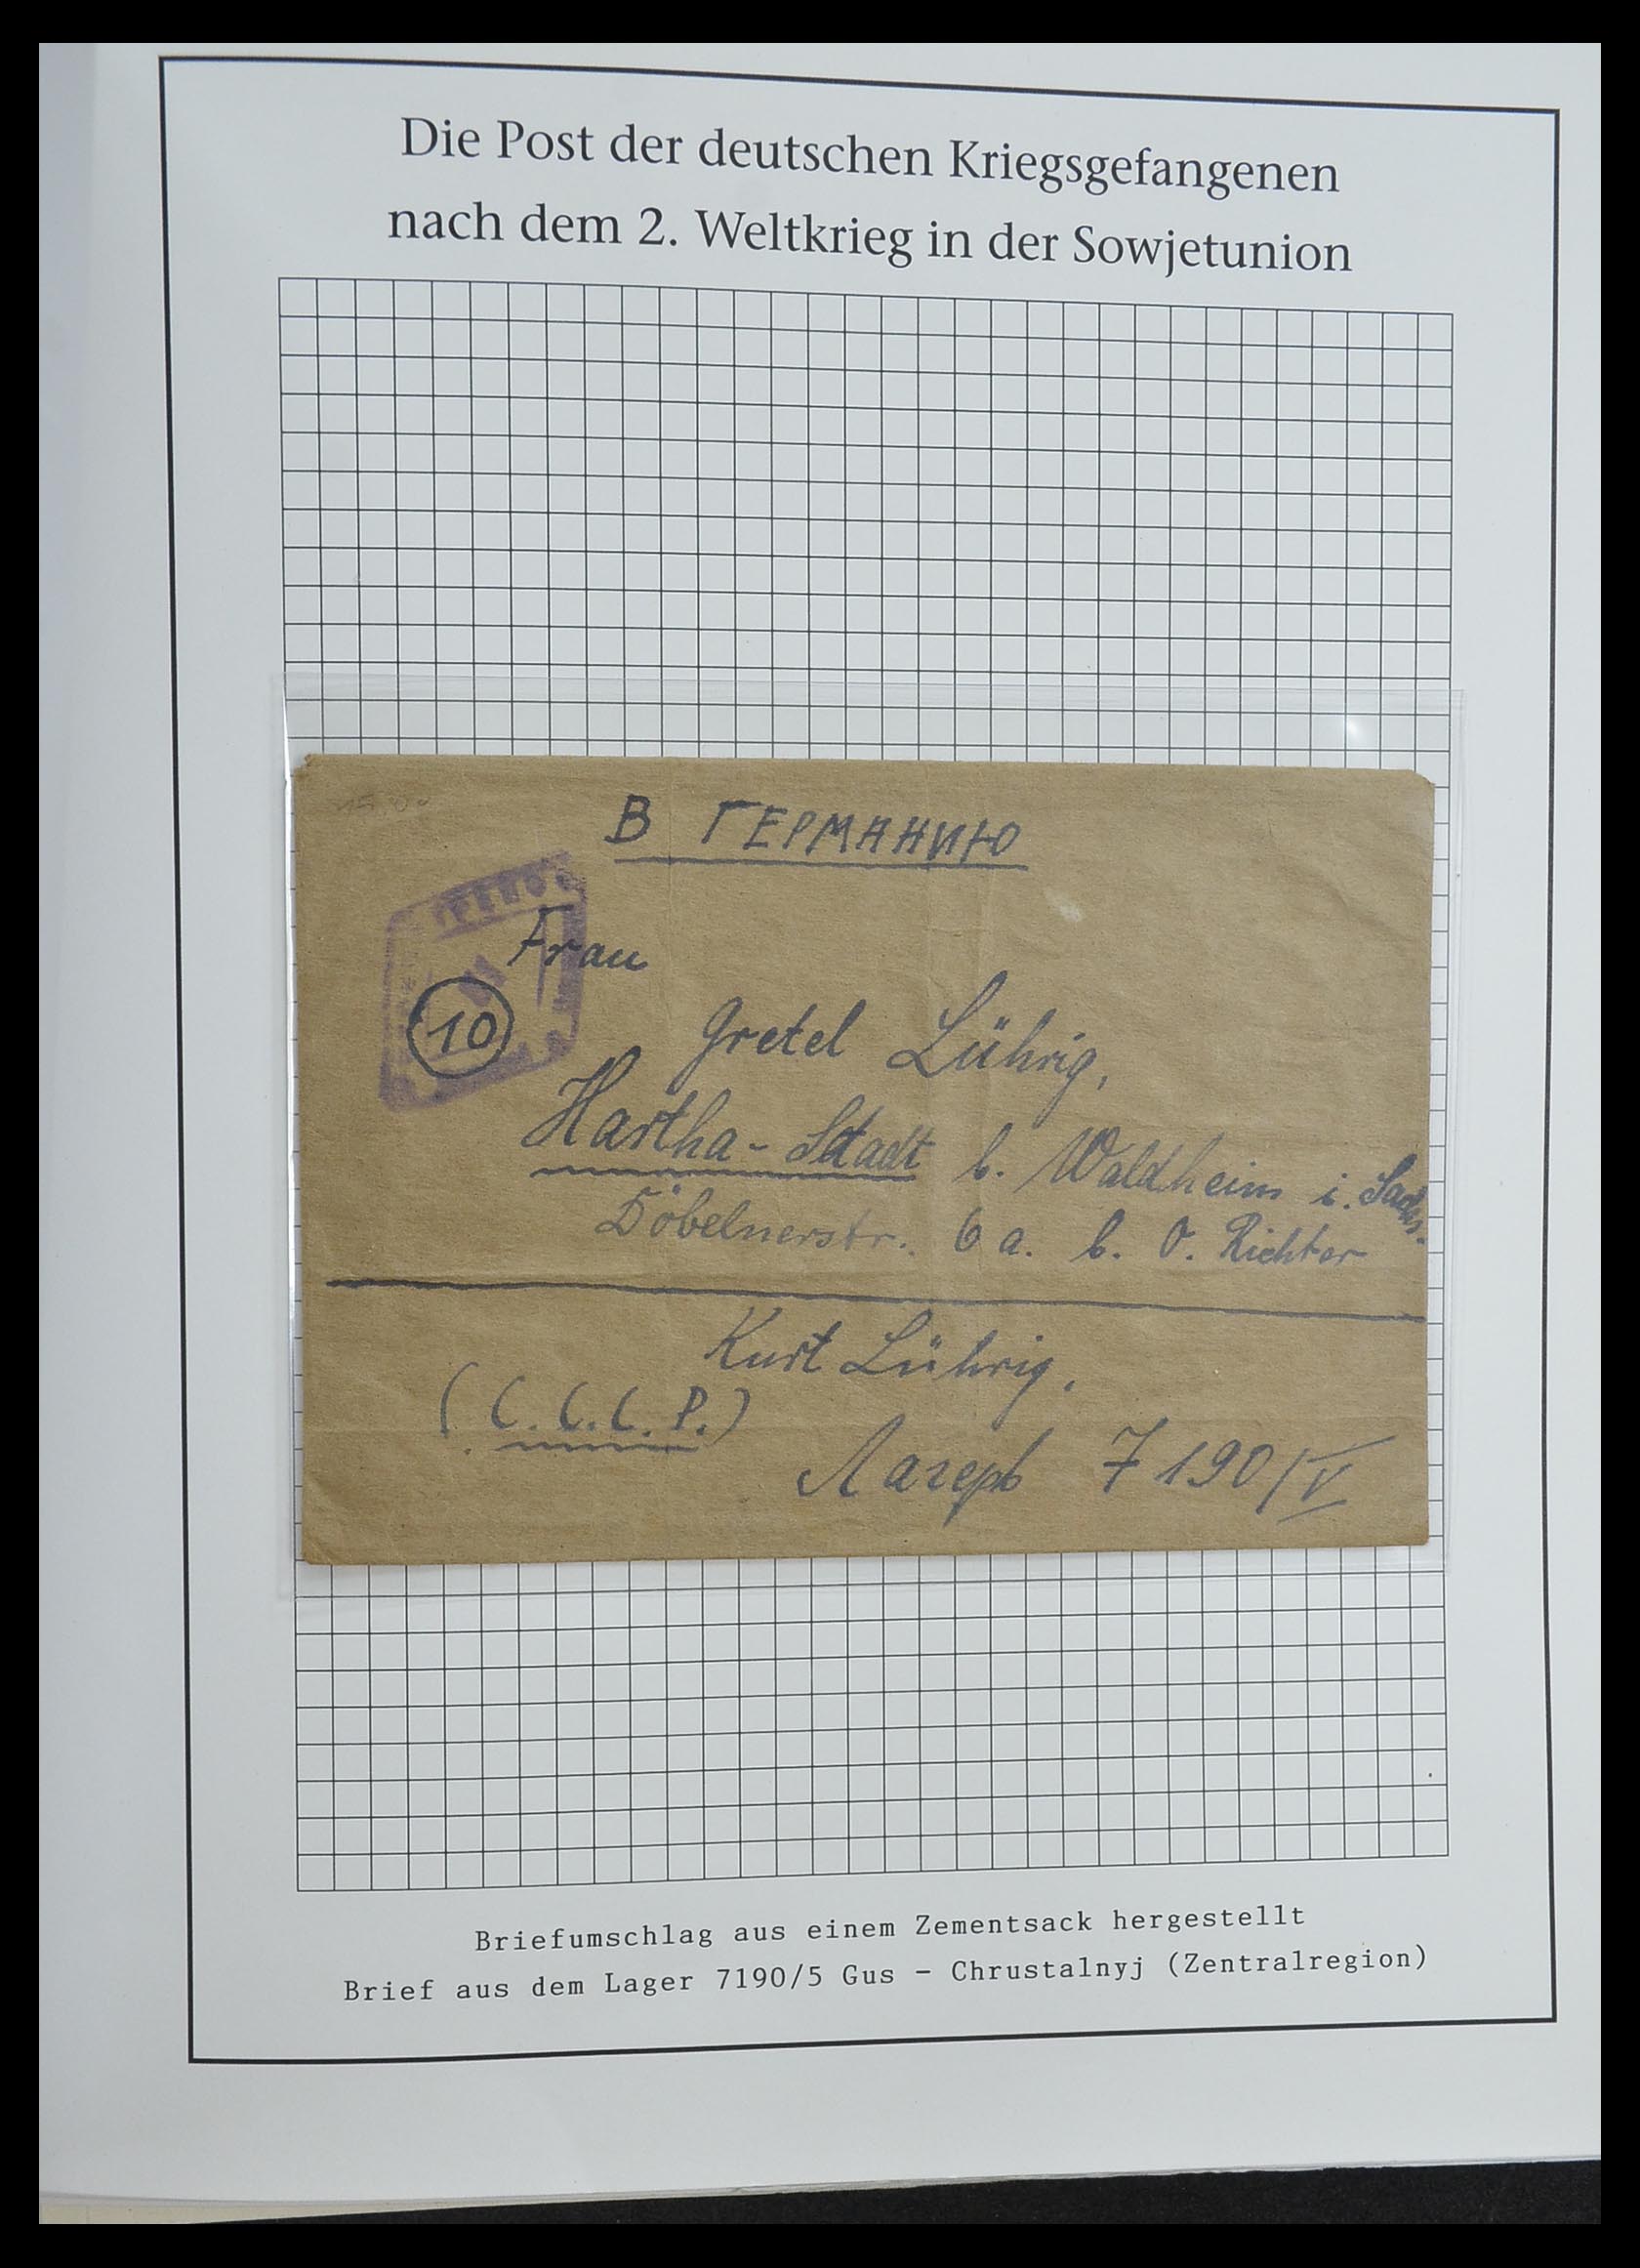 Die Post der deutschen Kriegsgefangenen
nach dem 2. Weltkrieg in der Sowjetunion
В ГЕРМАНИЮ
Frau
10
Gretel Lührig,
Hartha-Stadt b. Waldheim i. Sachs.
Döbelnerstr. 6 a. b. O. Richter
Kurt Lührig,
(С.С.С.Р.)
Лагерь 7190/V
Briefumschlag aus einem Zementsack hergestellt
Brief aus dem Lager 7190/5 Gus - Chrustalnyj (Zentralregion)